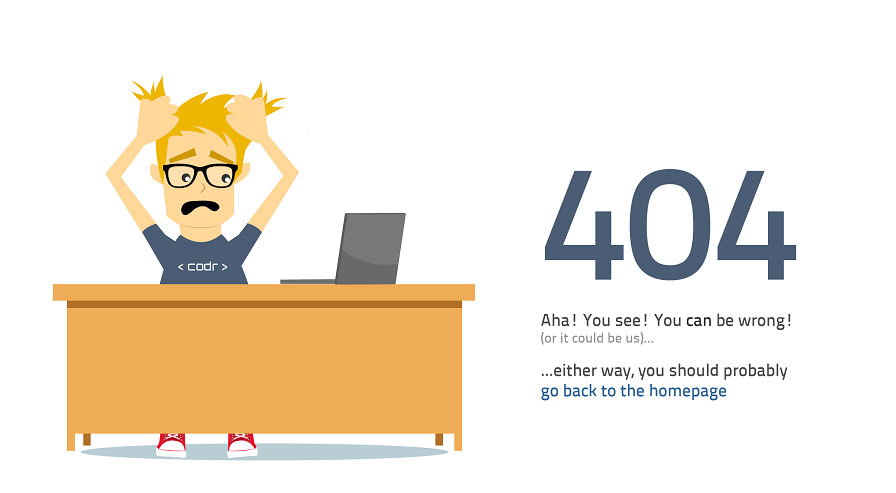 < codr >
404
Aha! You see! You can be wrong!
(or it could be us)...
...either way, you should probably
go back to the homepage